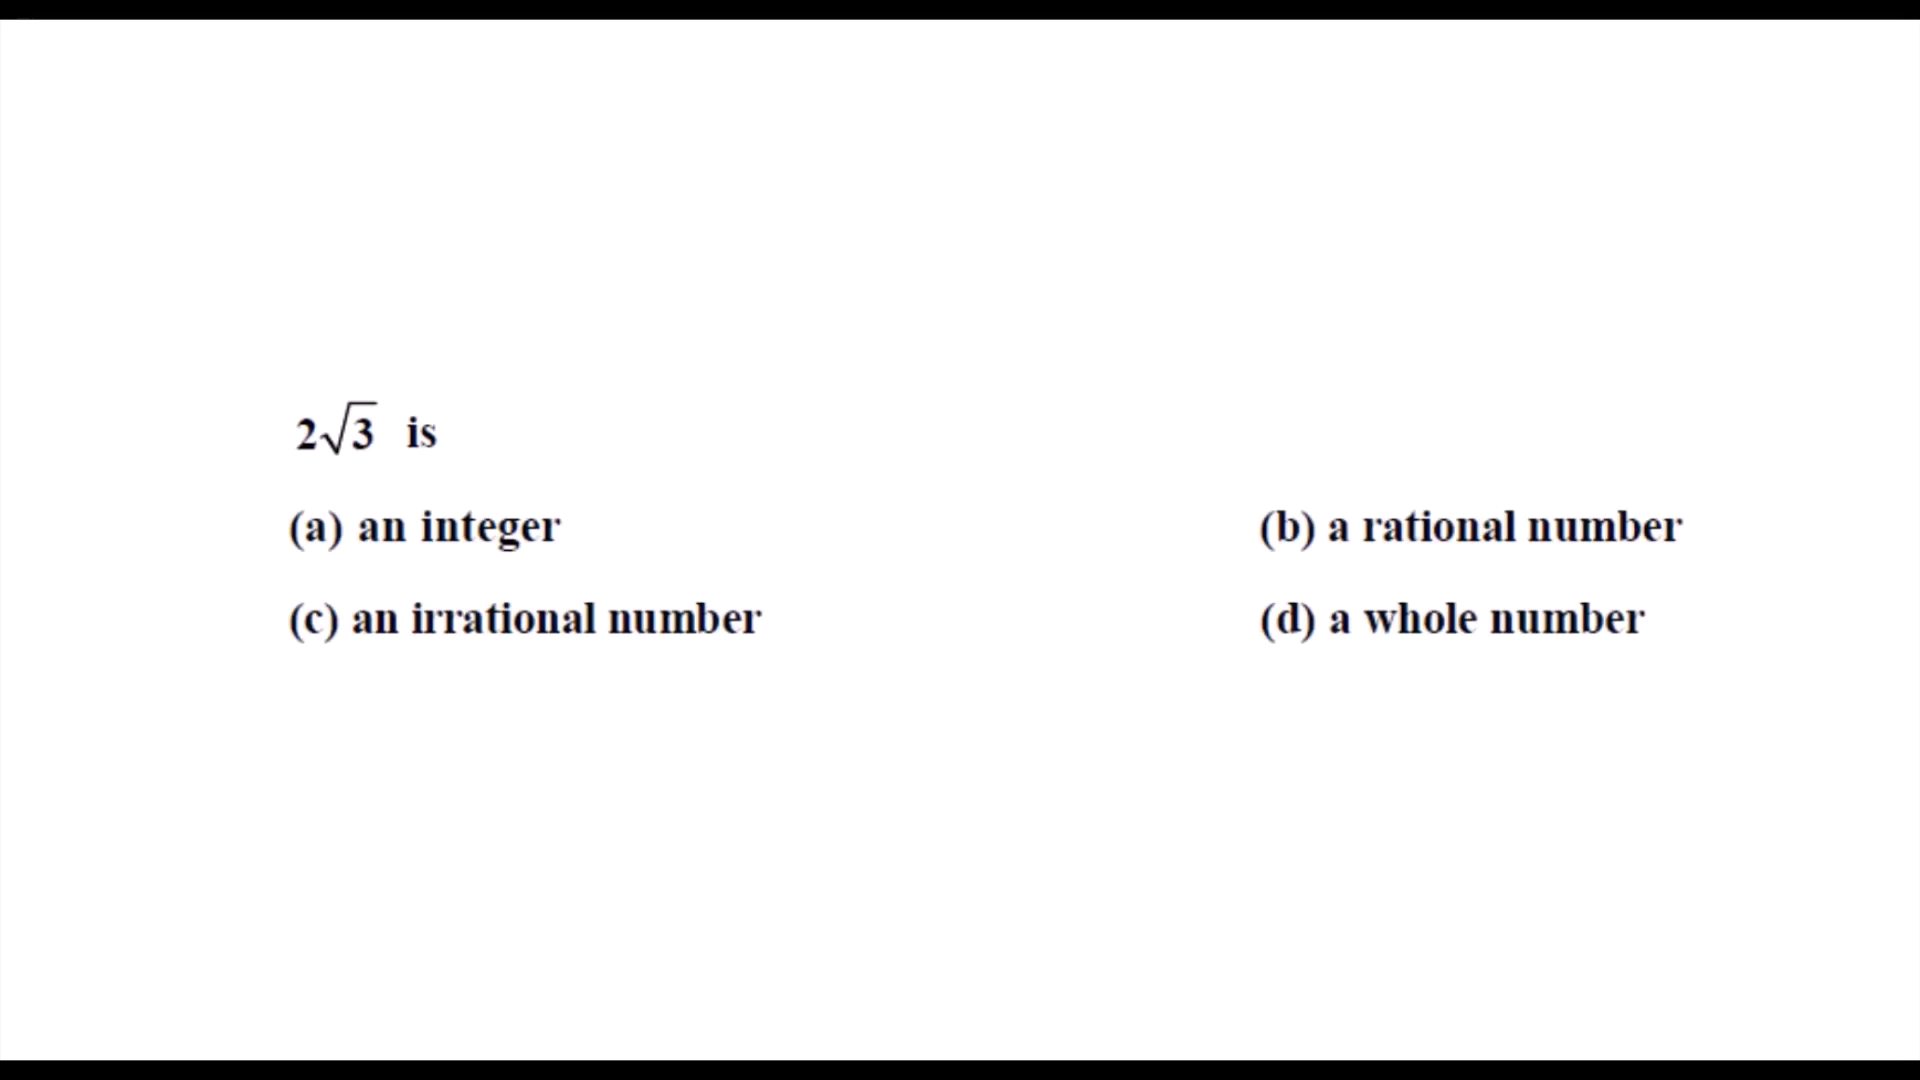 2√3 is
(a) an integer (b) a rational number
(c) an irrational number (d) a whole number